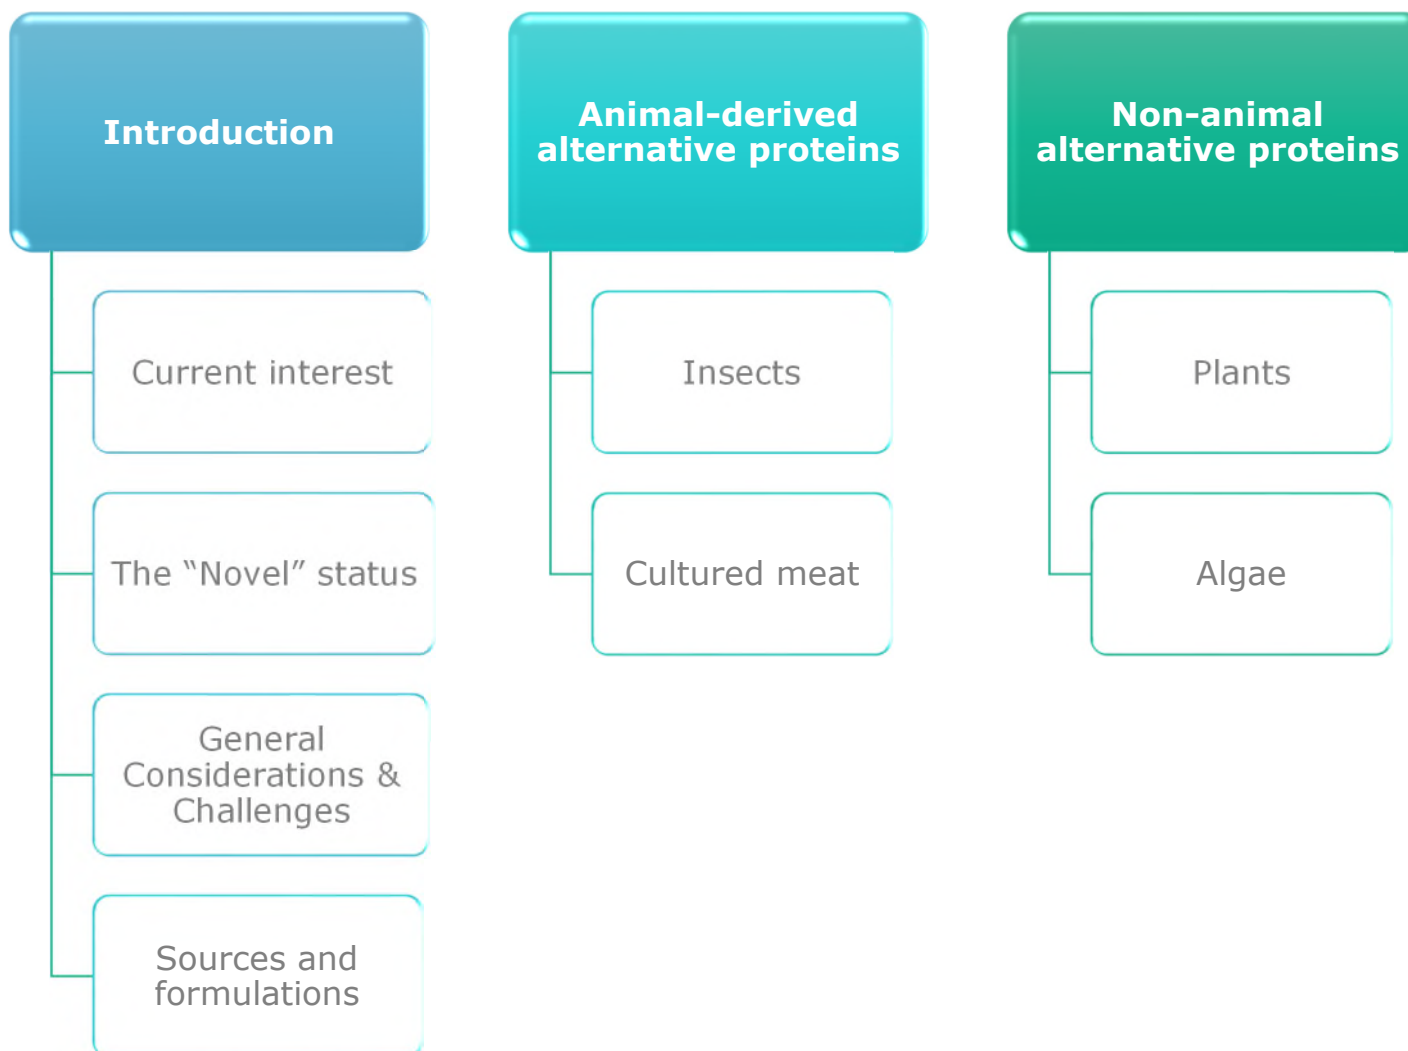 Introduction
Current interest
The “Novel” status
General
Considerations &
Challenges
Sources and
formulations
Animal-derived
alternative proteins
Insects
Cultured meat
Non-animal
alternative proteins
Plants
Algae